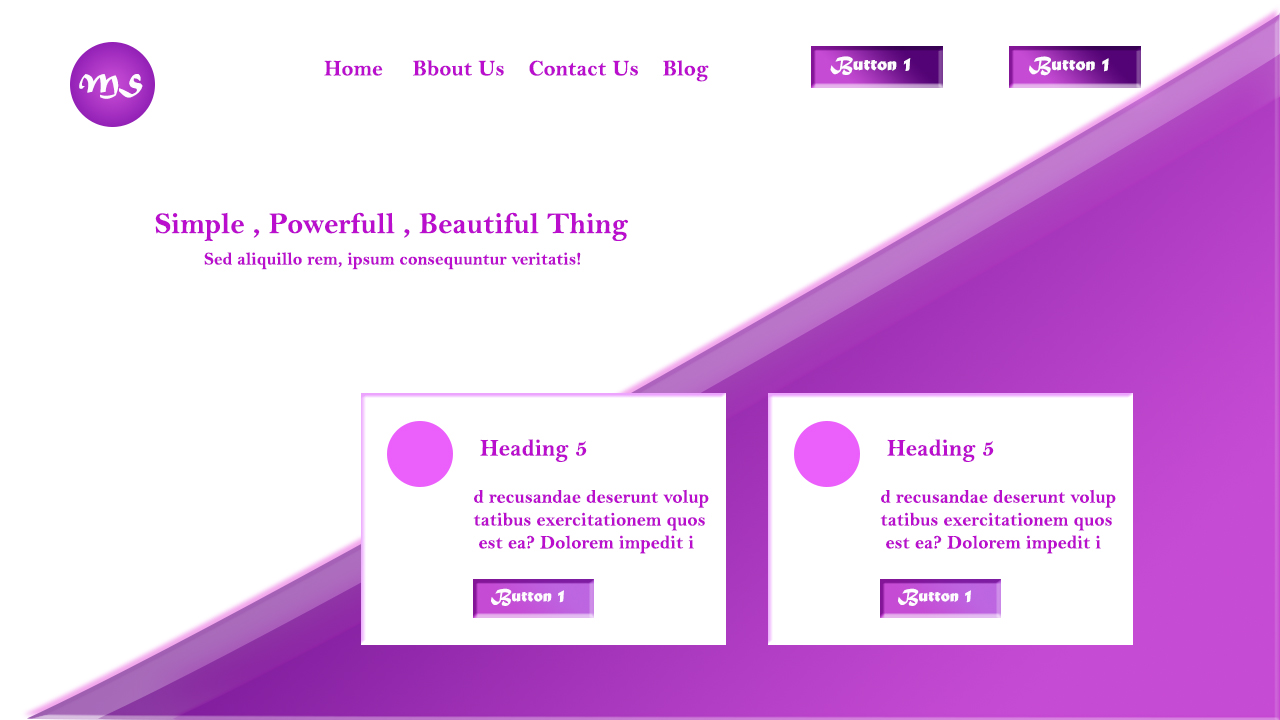 MS
Home Bbout Us Contact Us Blog
Button 1
Button 1
Simple , Powerfull , Beautiful Thing
Sed aliquillo rem, ipsum consequuntur veritatis!
Heading 5
d recusandae deserunt volup
tatibus exercitationem quos
est ea? Dolorem impedit i
Button 1
Heading 5
d recusandae deserunt volup
tatibus exercitationem quos
est ea? Dolorem impedit i
Button 1